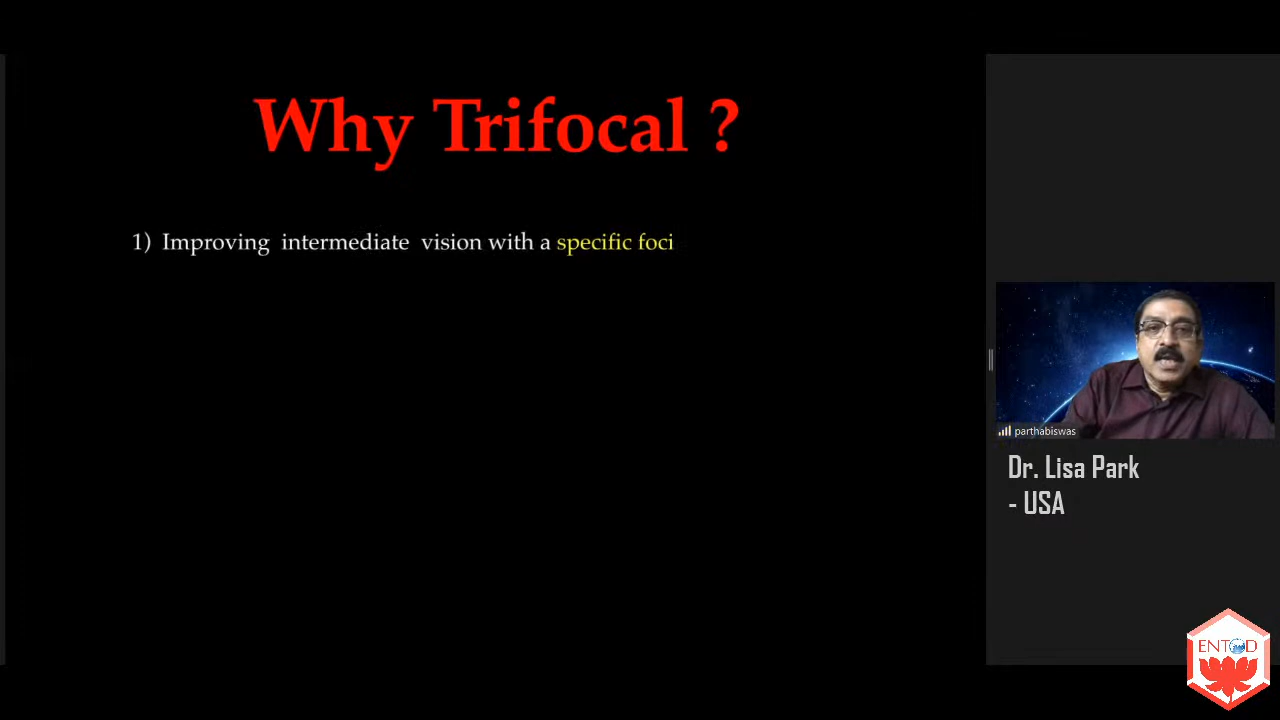 Why Trifocal ?
1) Improving intermediate vision with a specific foci
parthabiswas
Dr. Lisa Park
- USA
ENTOD